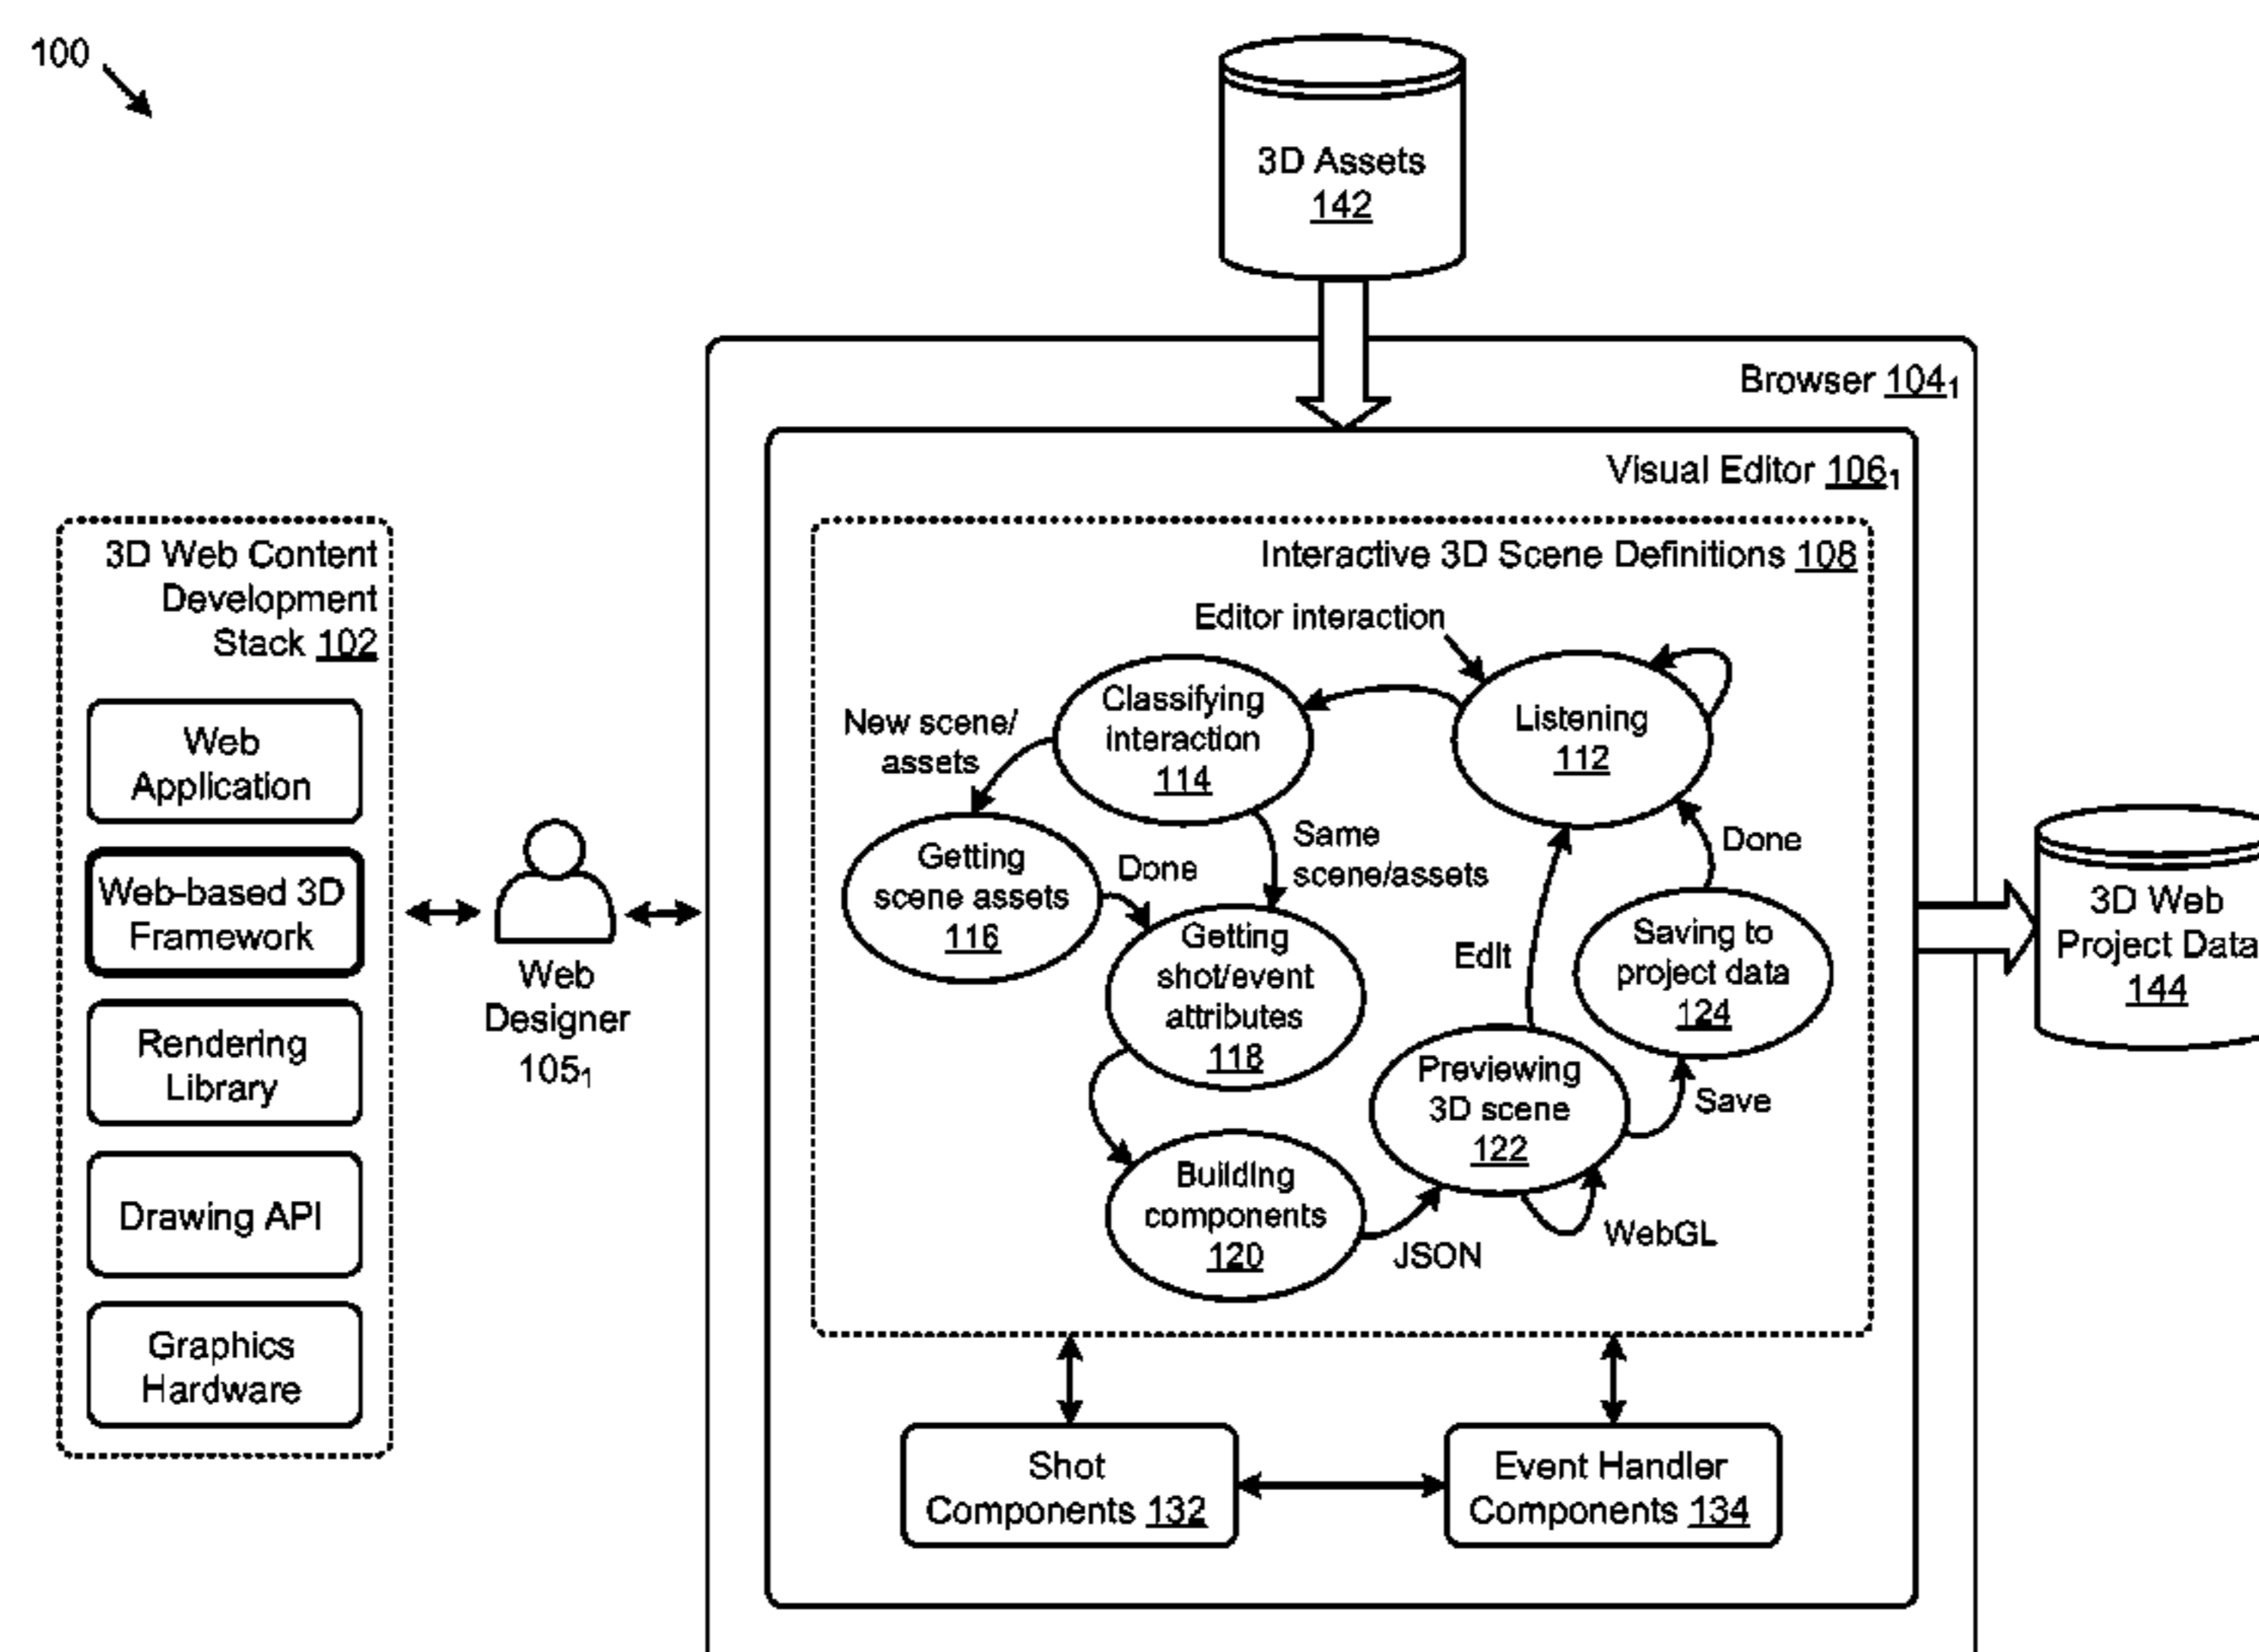 100
3D Assets
142
Browser 104₁
Visual Editor 106₁
3D Web Content
Development
Stack 102
Web
Application
Web-based 3D
Framework
Rendering
Library
Drawing API
Graphics
Hardware
Web
Designer
105₁
Interactive 3D Scene Definitions 108
Editor interaction
Classifying
interaction
114
Listening
112
New scene/
assets
Getting
scene assets
116
Done
Same
scene/assets
Getting
shot/event
attributes
118
Edit
Done
Saving to
project data
124
Previewing
3D scene
122
Save
Building
components
120
JSON
WebGL
Shot
Components 132
Event Handler
Components 134
3D Web
Project Data
144